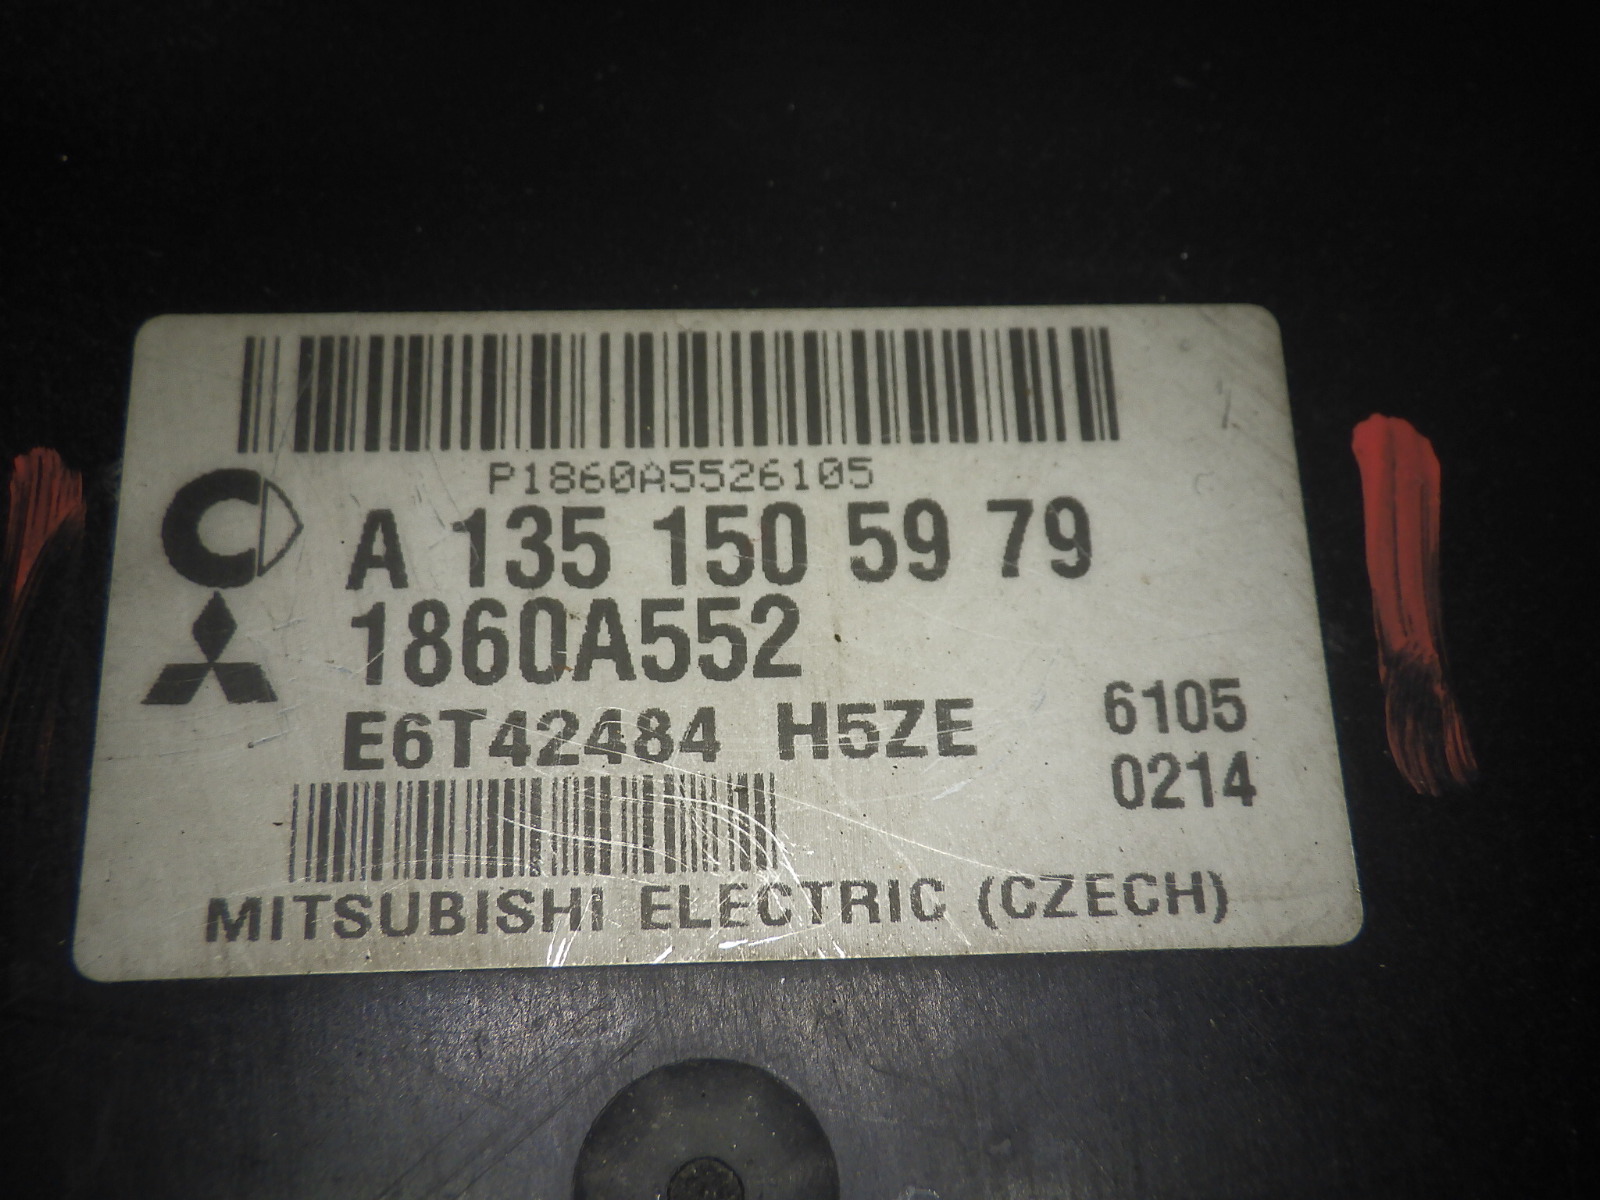 P1860A5526105
A 135 150 59 79
1860A552
E6T42484 H5ZE 6105
0214
MITSUBISHI ELECTRIC (CZECH)